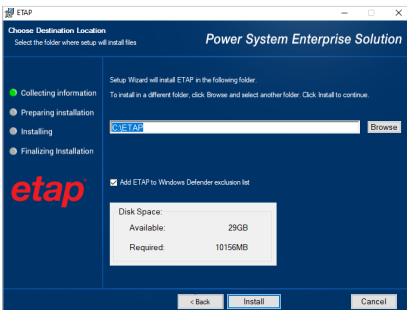 ETAP
Choose Destination Location
Select the folder where setup will install files
Power System Enterprise Solution
Collecting information
Preparing installation
Installing
Finalizing Installation
etap
Setup Wizard will install ETAP in the following folder.
To install in a different folder, click Browse and select another folder. Click Install to continue.
C:\ETAP
Browse
Add ETAP to Windows Defender exclusion list
Disk Space:
Available: 29GB
Required: 10156MB
< Back Install Cancel